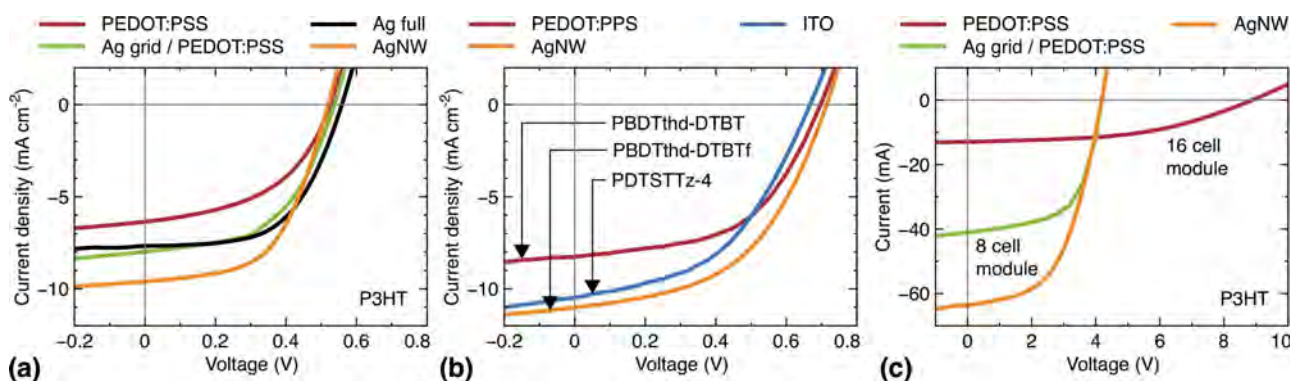 PEDOT:PSS
Ag full
Ag grid / PEDOT:PSS
AgNW
Current density (mA cm⁻²)
0
−5
−10
P3HT
−0.2
0
0.2
0.4
0.6
0.8
Voltage (V)
(a)
PEDOT:PPS
ITO
AgNW
Current density (mA cm⁻²)
0
−2
−4
−6
−8
−10
PBDTthd-DTBT
PBDTthd-DTBTf
PDTSTTz-4
−0.2
0
0.2
0.4
0.6
0.8
Voltage (V)
(b)
PEDOT:PSS
AgNW
Ag grid / PEDOT:PSS
Current (mA)
0
−20
−40
−60
16 cell
module
8 cell
module
P3HT
0
2
4
6
8
10
Voltage (V)
(c)